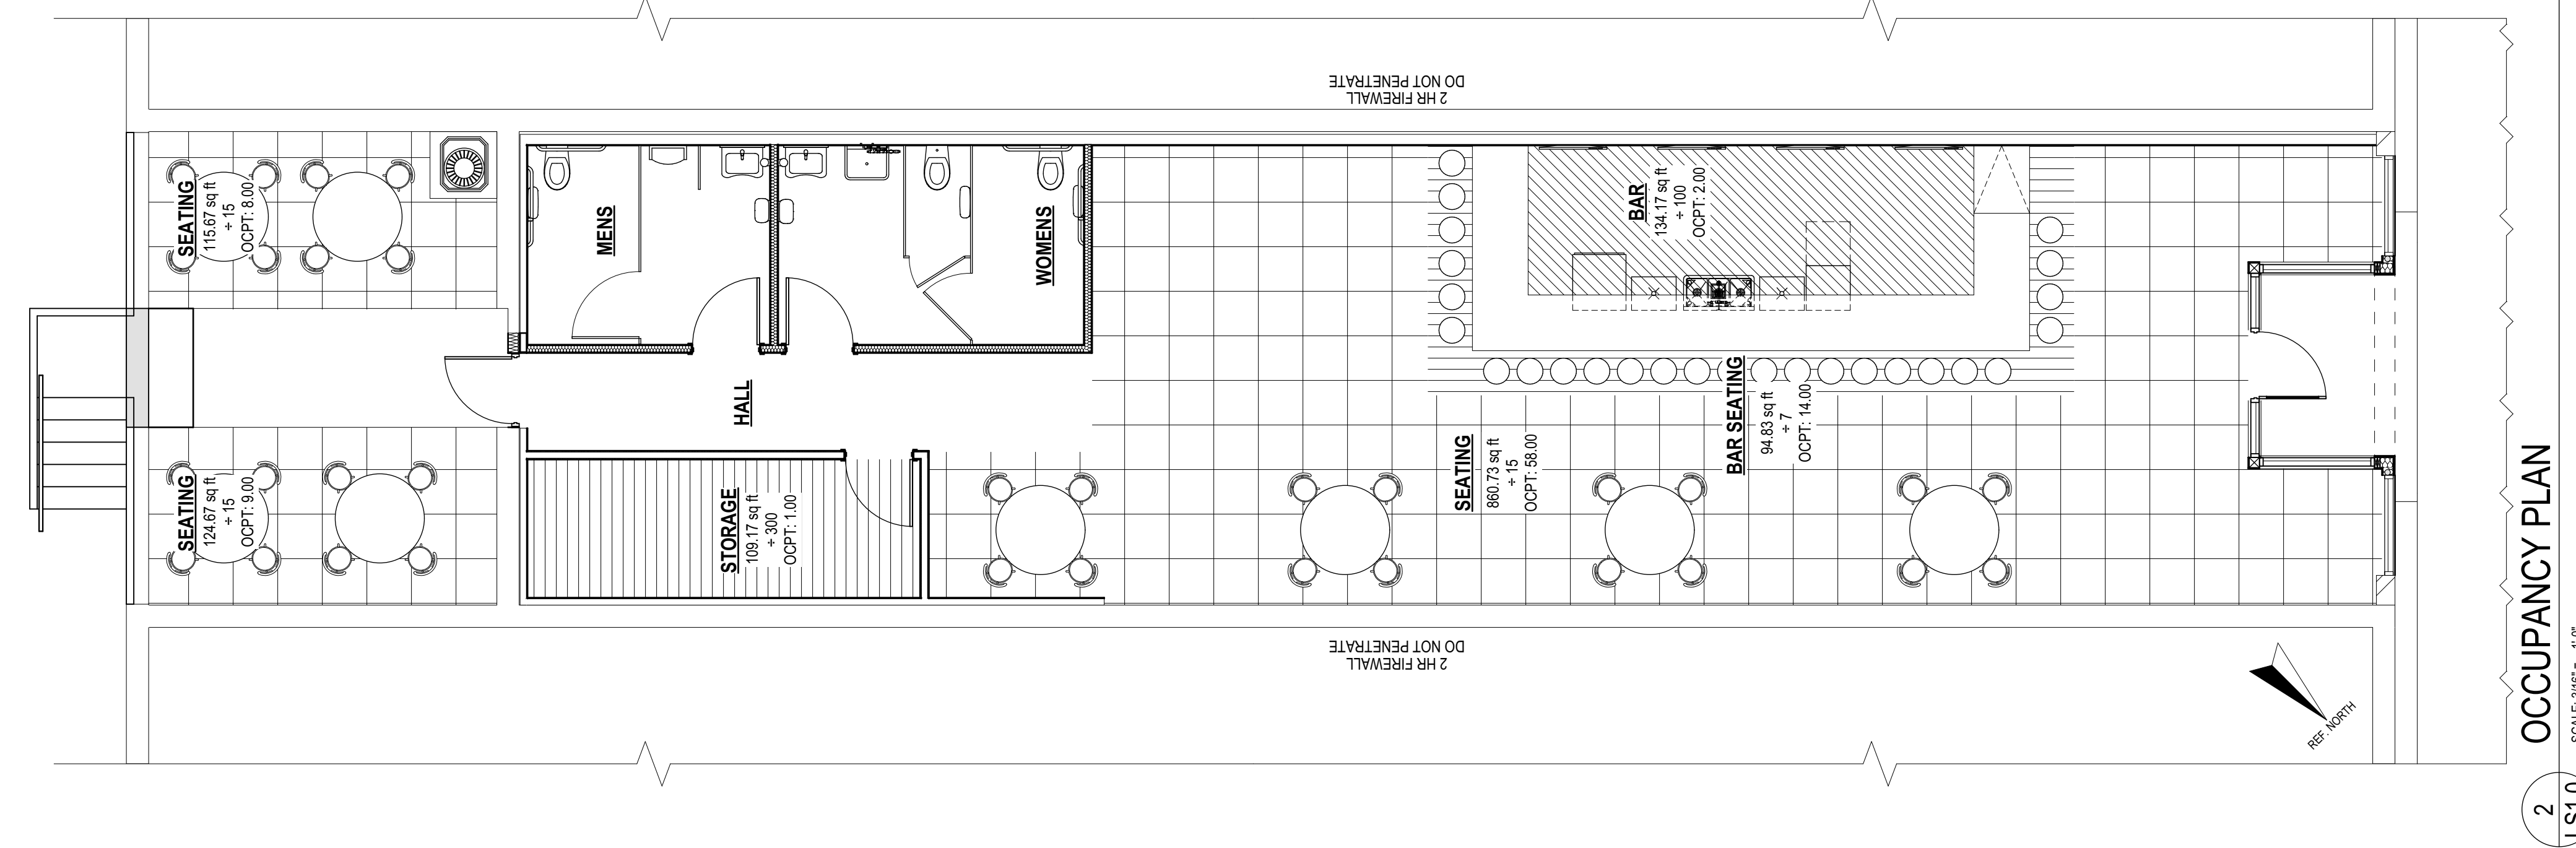 2 HR FIREWALL
DO NOT PENETRATE
SEATING
115.67 sq ft
÷ 15
OCPT: 8.00
MENS
WOMENS
BAR
134.17 sq ft
÷ 100
OCPT: 2.00
HALL
SEATING
124.67 sq ft
÷ 15
OCPT: 9.00
STORAGE
109.17 sq ft
÷ 300
OCPT: 1.00
SEATING
860.73 sq ft
÷ 15
OCPT: 58.00
BAR SEATING
94.83 sq ft
÷ 7
OCPT: 14.00
2 HR FIREWALL
DO NOT PENETRATE
REF. NORTH
2
OCCUPANCY PLAN